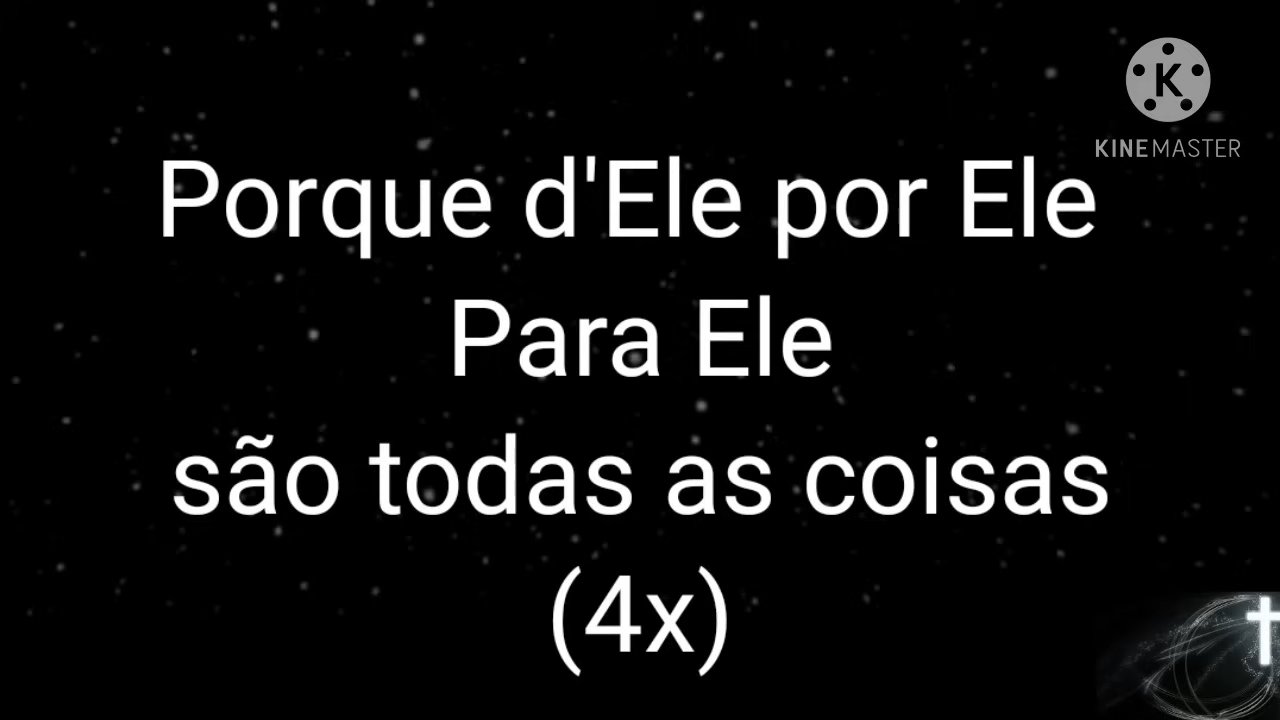 K
KINEMASTER
Porque d'Ele por Ele
Para Ele
são todas as coisas
(4x)